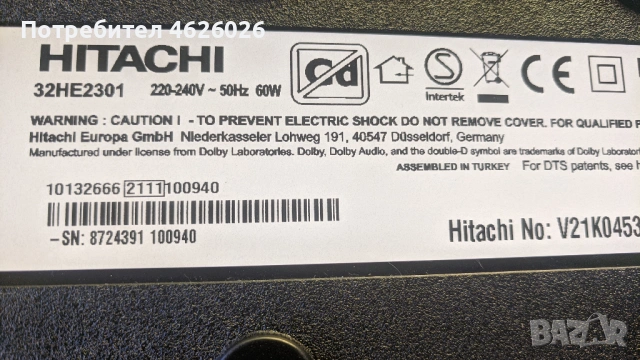 Потребител 4626026
HITACHI
32HE2301 220-240V ~ 50Hz 60W
Cd
Intertek
WARNING : CAUTION ! - TO PREVENT ELECTRIC SHOCK DO NOT REMOVE COVER. FOR QUALIFIED
Hitachi Europa GmbH Niederkasseler Lohweg 191, 40547 Düsseldorf, Germany
Manufactured under license from Dolby Laboratories. Dolby, Dolby Audio, and the double-D symbol are trademarks of Dolby
ASSEMBLED IN TURKEY For DTS patents, see
10132666 2111 100940
-SN: 8724391 100940
Hitachi No: V21K0453
BAZAR
bg